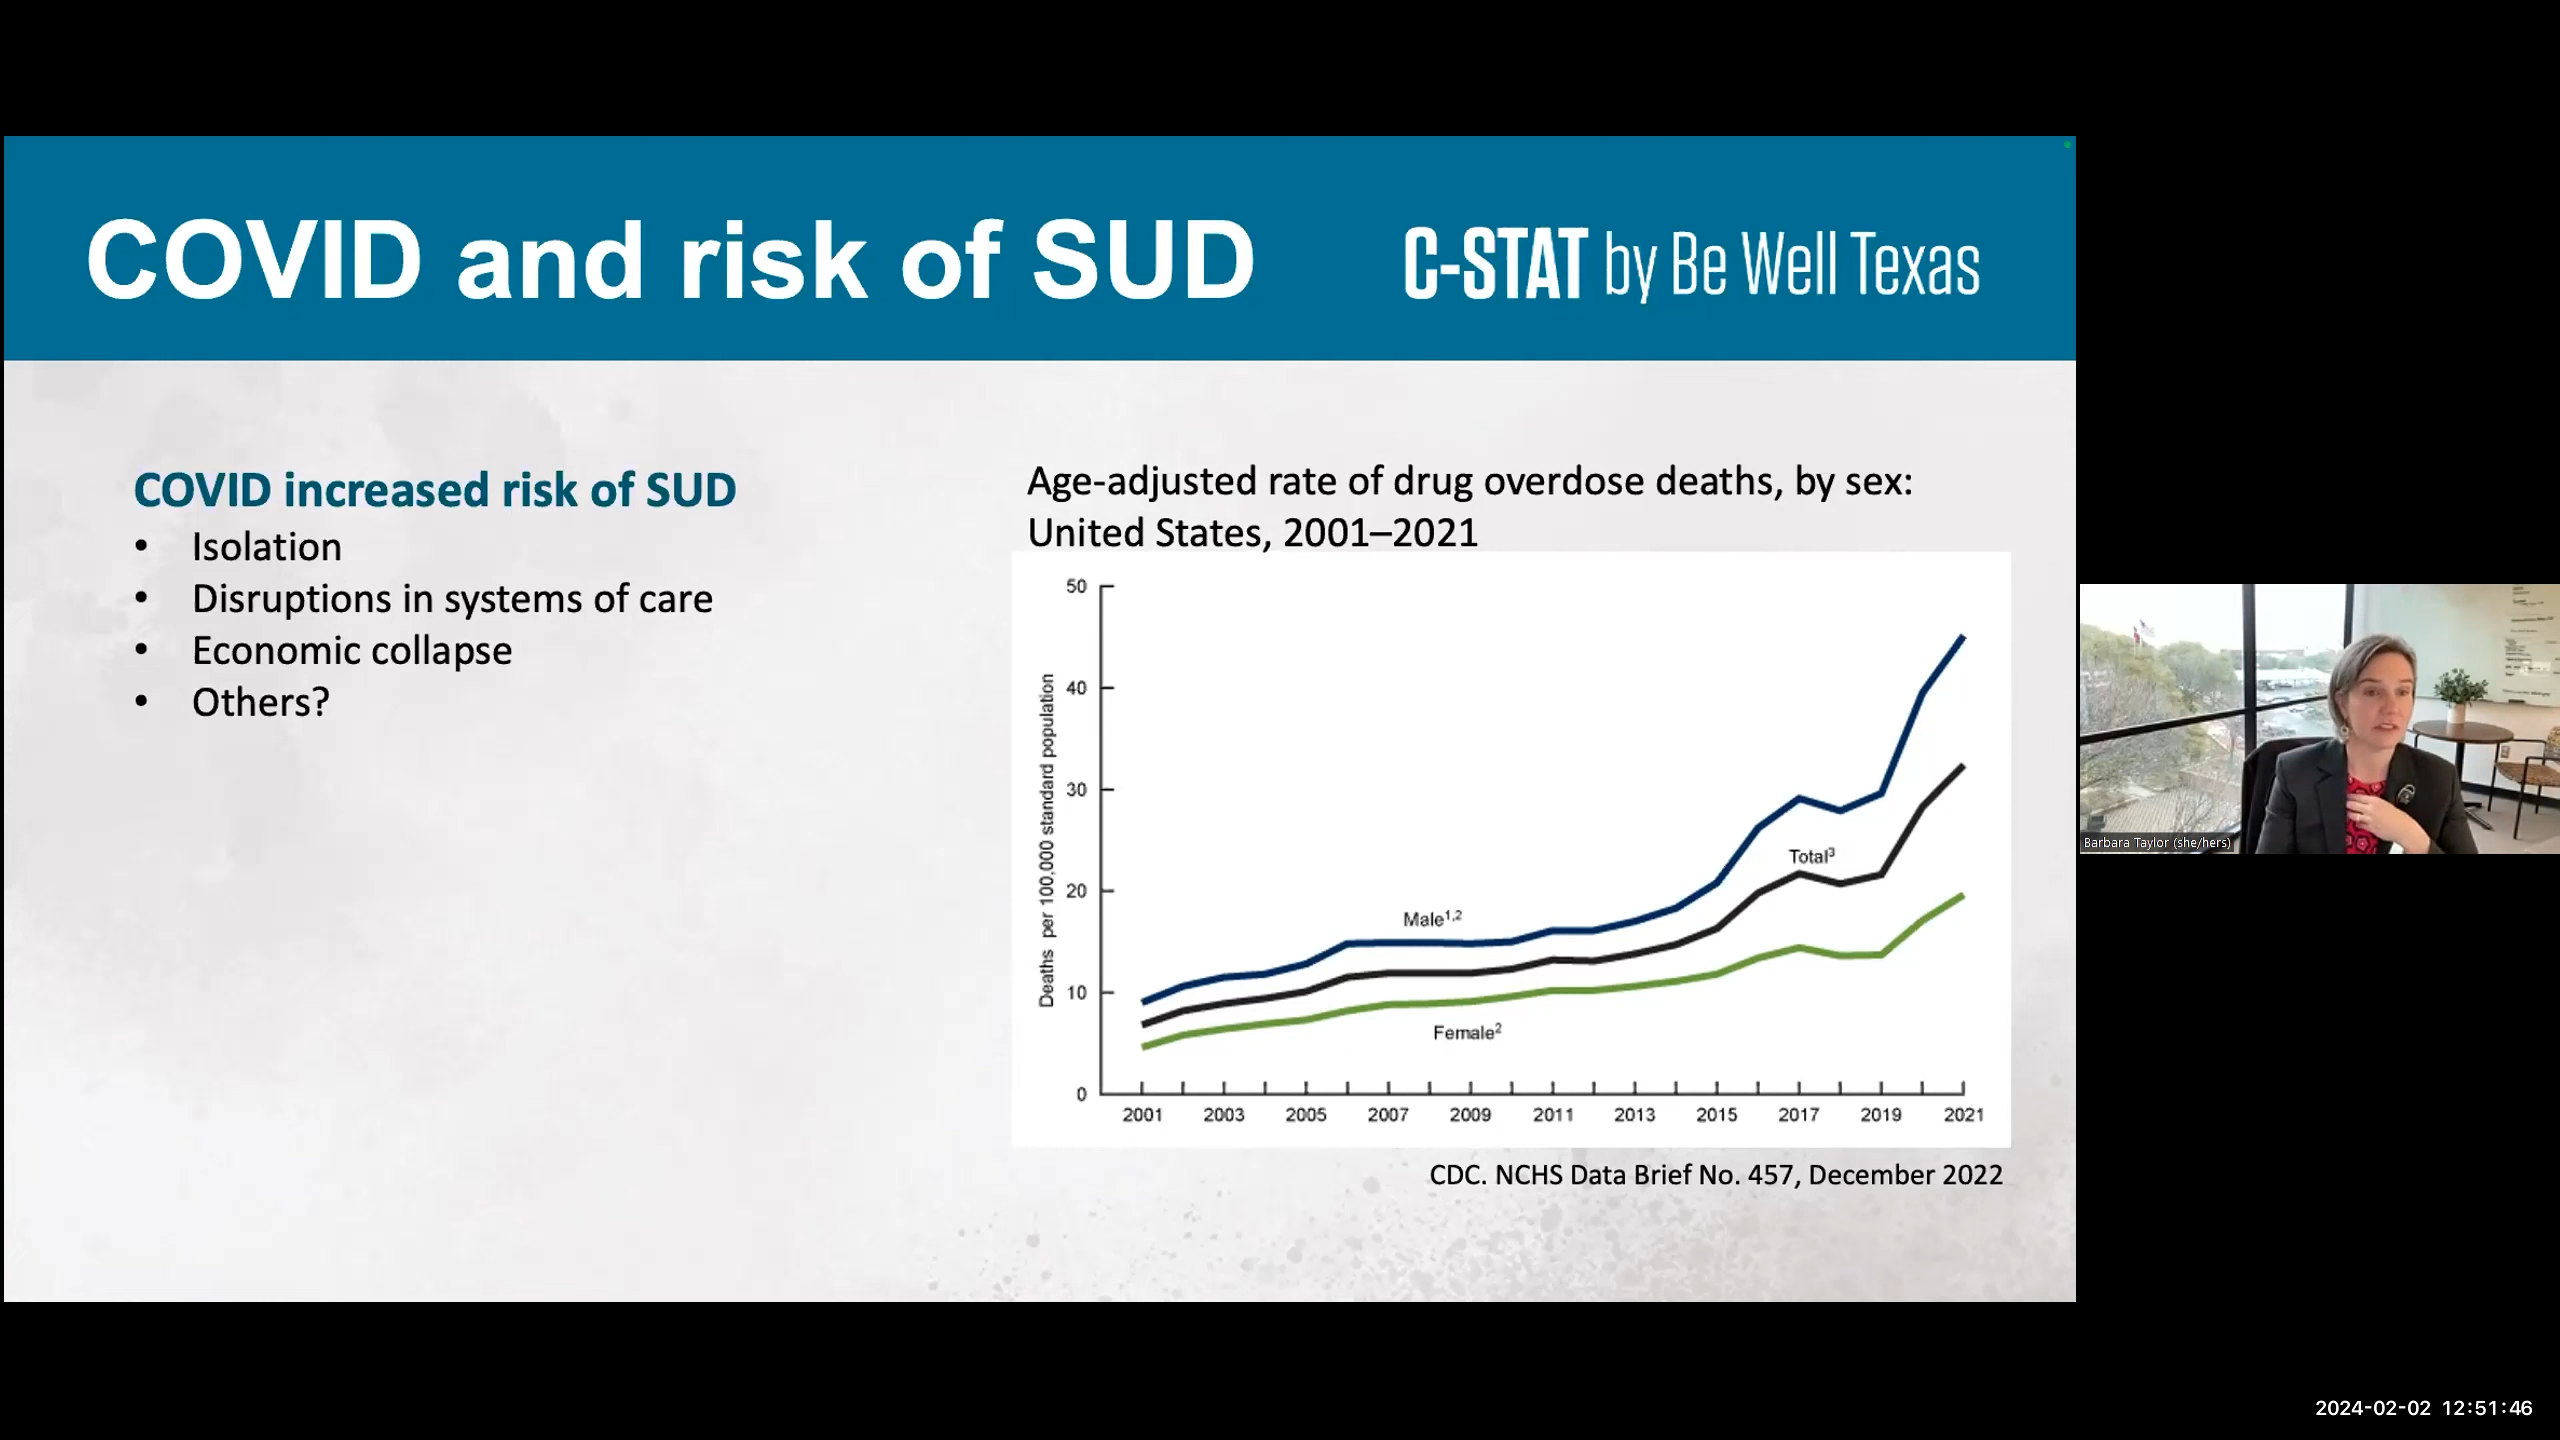 COVID and risk of SUD
C-STAT by Be Well Texas
COVID increased risk of SUD
• Isolation
• Disruptions in systems of care
• Economic collapse
• Others?
Age-adjusted rate of drug overdose deaths, by sex:
United States, 2001–2021
Deaths per 100,000 standard population
50
40
30
20
10
0
Male1,2
Total3
Female2
2001 2003 2005 2007 2009 2011 2013 2015 2017 2019 2021
CDC. NCHS Data Brief No. 457, December 2022
Barbara Taylor (she/hers)
2024-02-02 12:51:46